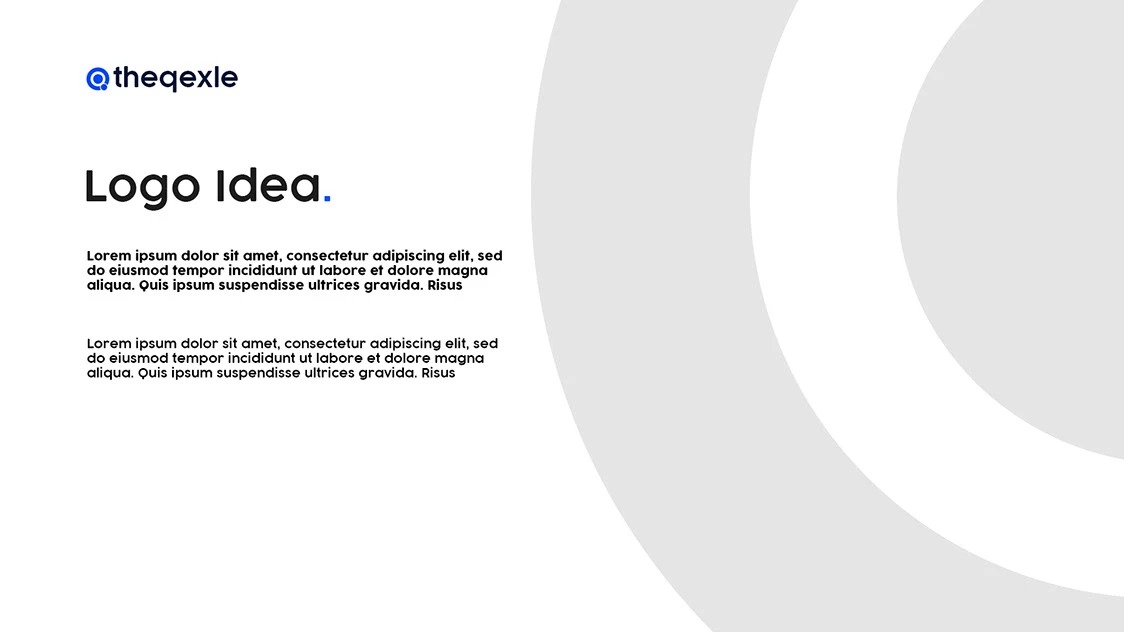 theqexle
Logo Idea.
Lorem ipsum dolor sit amet, consectetur adipiscing elit, sed
do eiusmod tempor incididunt ut labore et dolore magna
aliqua. Quis ipsum suspendisse ultrices gravida. Risus
Lorem ipsum dolor sit amet, consectetur adipiscing elit, sed
do eiusmod tempor incididunt ut labore et dolore magna
aliqua. Quis ipsum suspendisse ultrices gravida. Risus